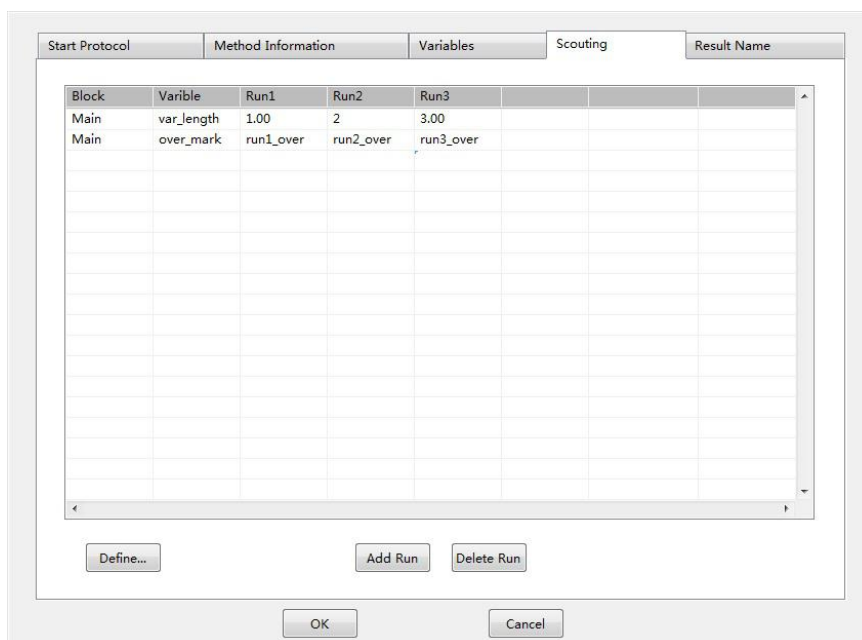 Start Protocol Method Information Variables Scouting Result Name
Block Varible Run1 Run2 Run3
Main var_length 1.00 2 3.00
Main over_mark run1_over run2_over run3_over
Define... Add Run Delete Run
OK Cancel